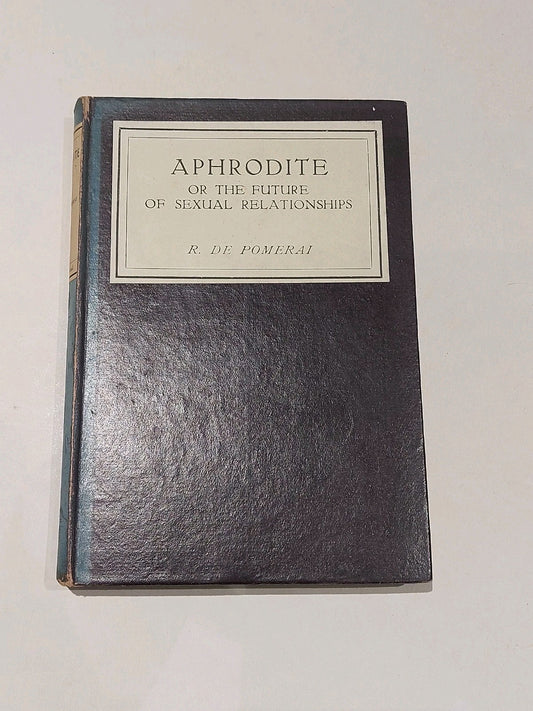 APHRODITE
OR THE FUTURE
OF SEXUAL RELATIONSHIPS
R. DE POMERAI